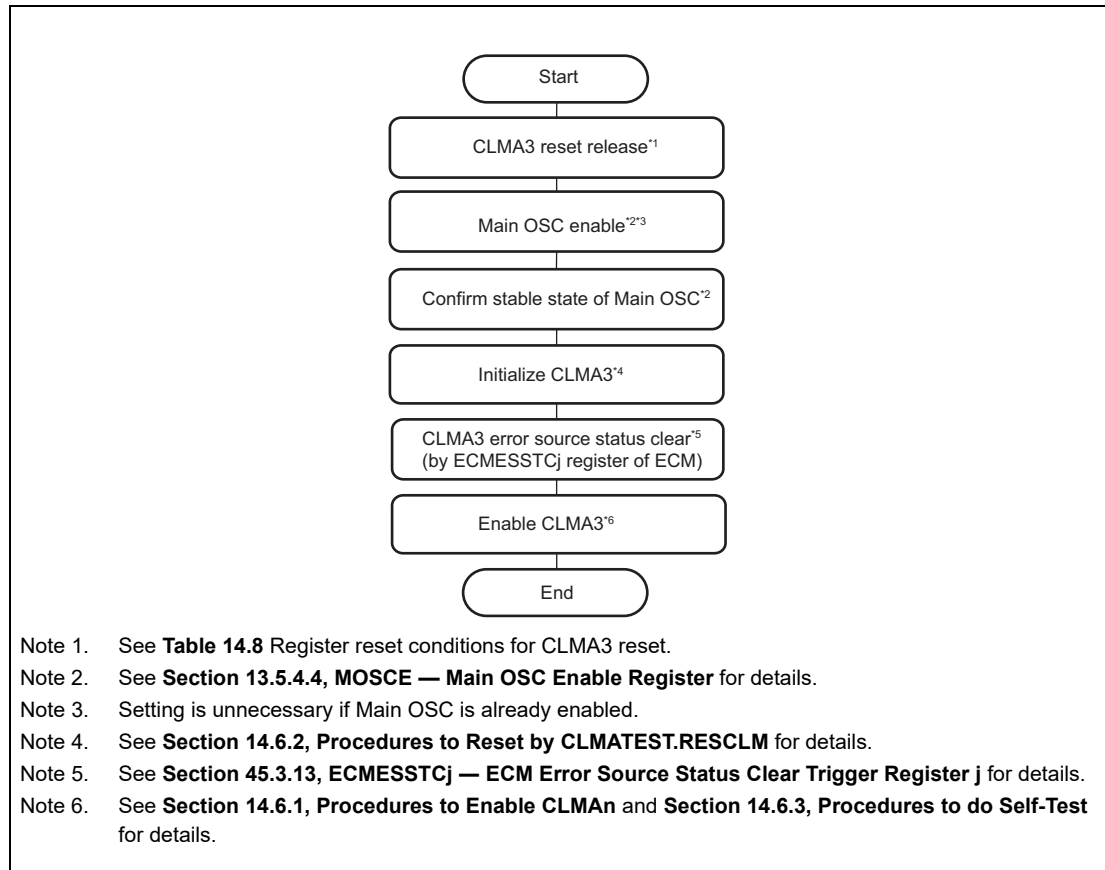 Start
CLMA3 reset release*1
Main OSC enable*2*3
Confirm stable state of Main OSC*2
Initialize CLMA3*4
CLMA3 error source status clear*5
(by ECMESSTCj register of ECM)
Enable CLMA3*6
End
Note 1. See Table 14.8 Register reset conditions for CLMA3 reset.
Note 2. See Section 13.5.4.4, MOSCE — Main OSC Enable Register for details.
Note 3. Setting is unnecessary if Main OSC is already enabled.
Note 4. See Section 14.6.2, Procedures to Reset by CLMATEST.RESCLM for details.
Note 5. See Section 45.3.13, ECMESSTCj — ECM Error Source Status Clear Trigger Register j for details.
Note 6. See Section 14.6.1, Procedures to Enable CLMAn and Section 14.6.3, Procedures to do Self-Test
for details.